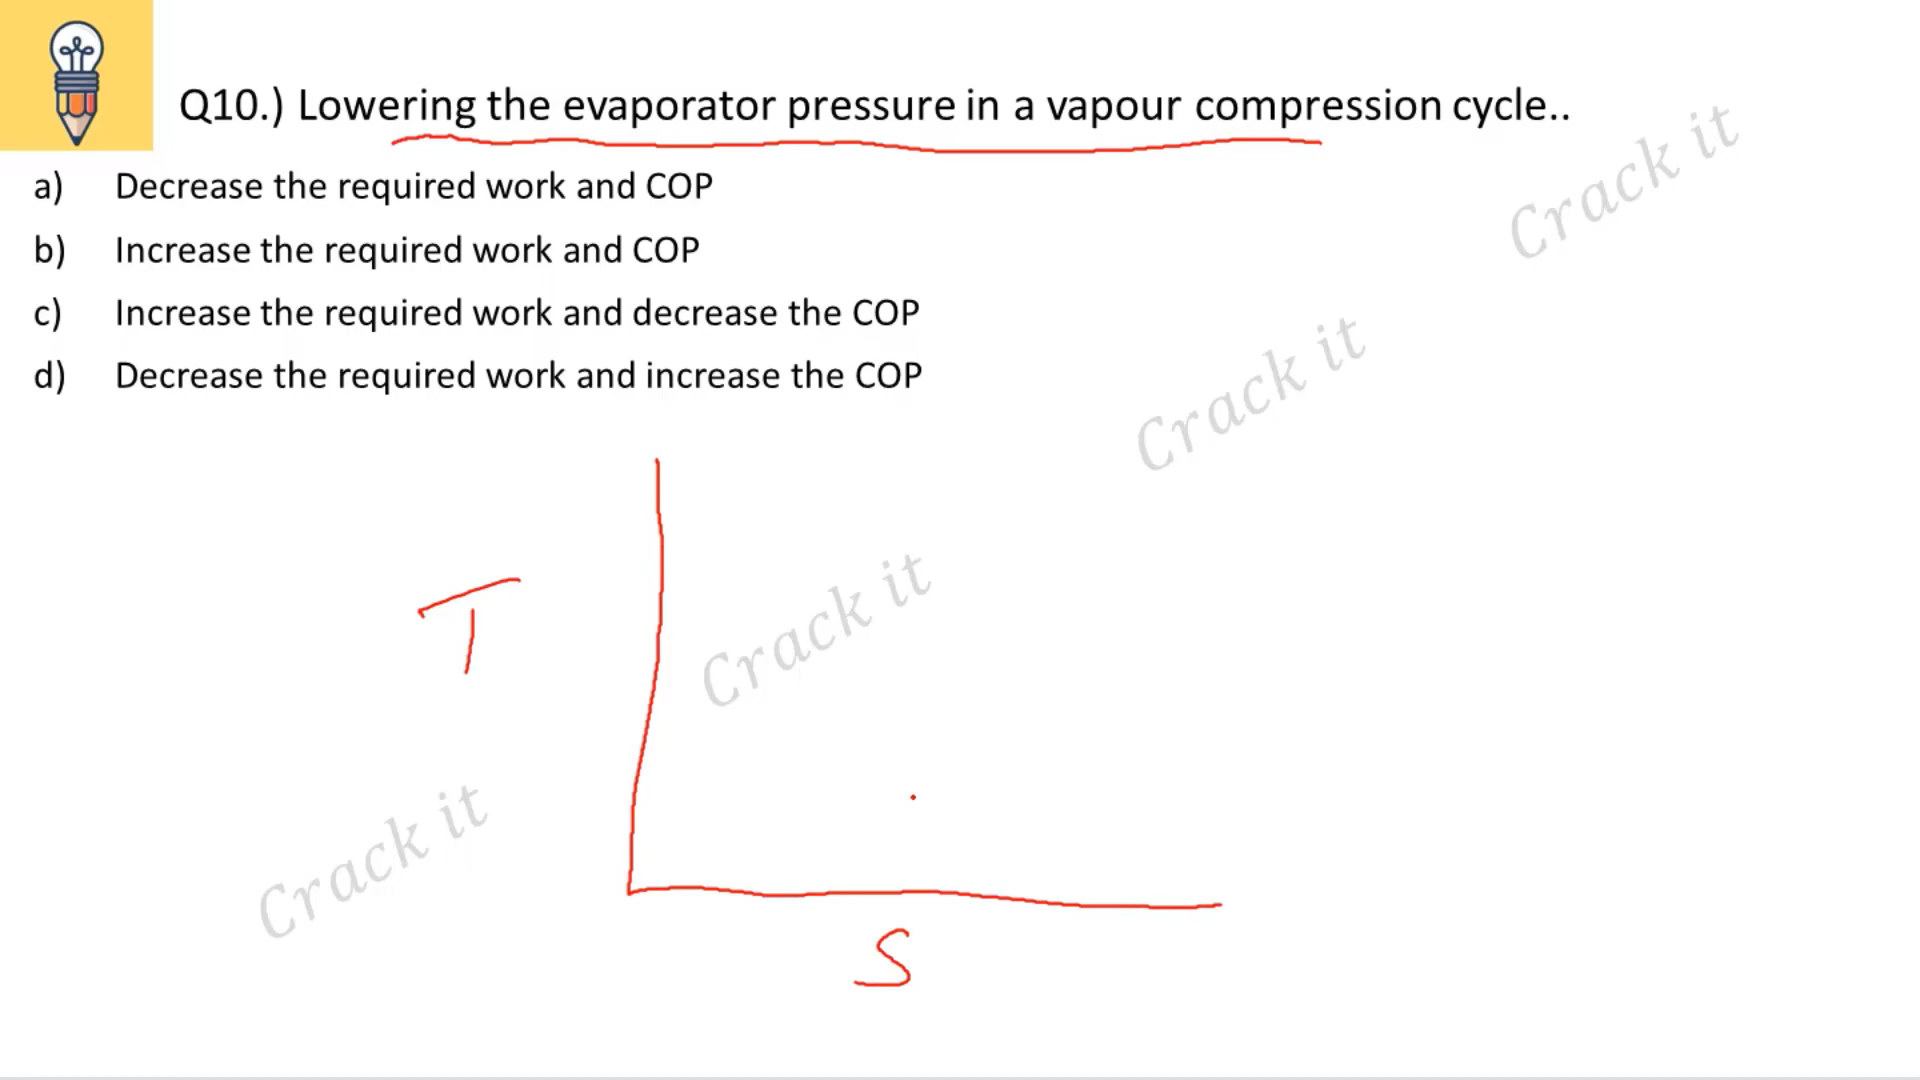 Q10.) Lowering the evaporator pressure in a vapour compression cycle..
Crack it
a) Decrease the required work and COP
b) Increase the required work and COP
c) Increase the required work and decrease the COP
Crack it
d) Decrease the required work and increase the COP
T
Crack it
Crack it
S